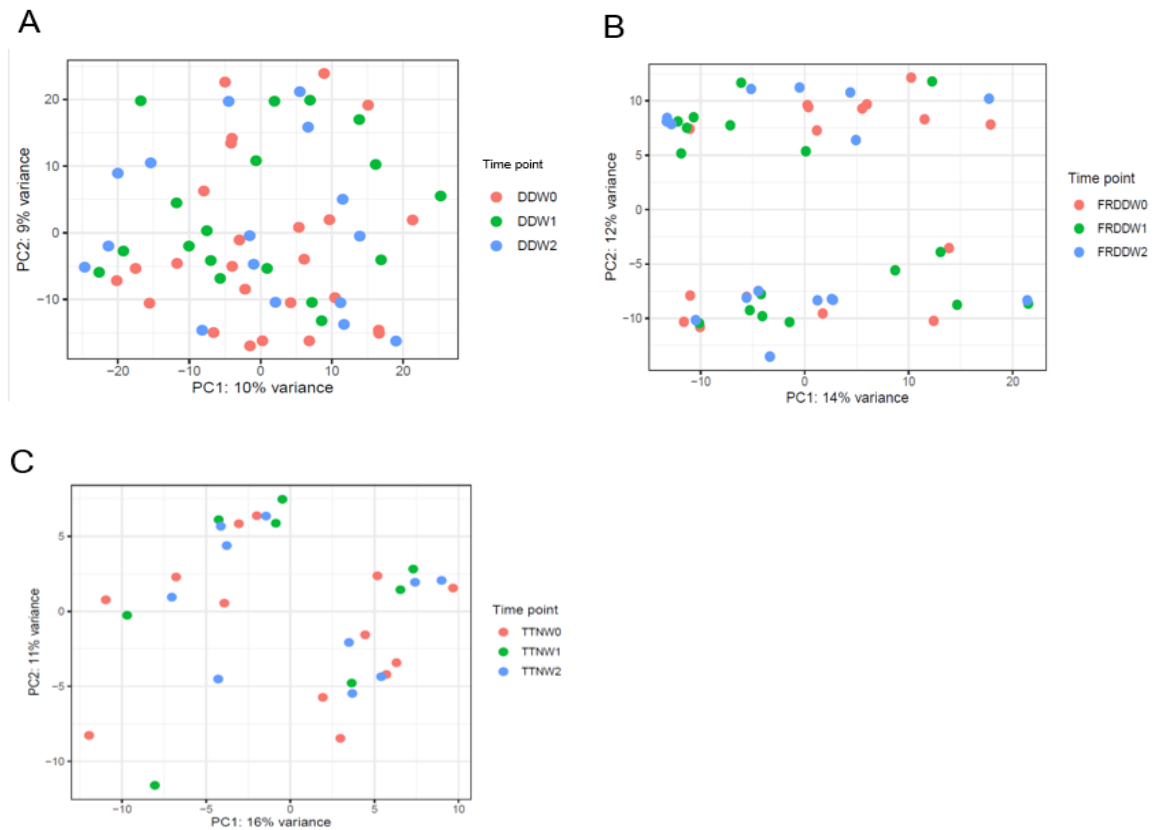 A
20
10
0
−10
PC2: 9% variance
−20
−10
0
10
20
PC1: 10% variance
Time point
DDW0
DDW1
DDW2
B
10
5
0
−5
−10
PC2: 12% variance
−10
0
10
20
PC1: 14% variance
Time point
FRDDW0
FRDDW1
FRDDW2
C
5
0
−5
−10
PC2: 11% variance
−10
−5
0
5
10
PC1: 16% variance
Time point
TTNW0
TTNW1
TTNW2